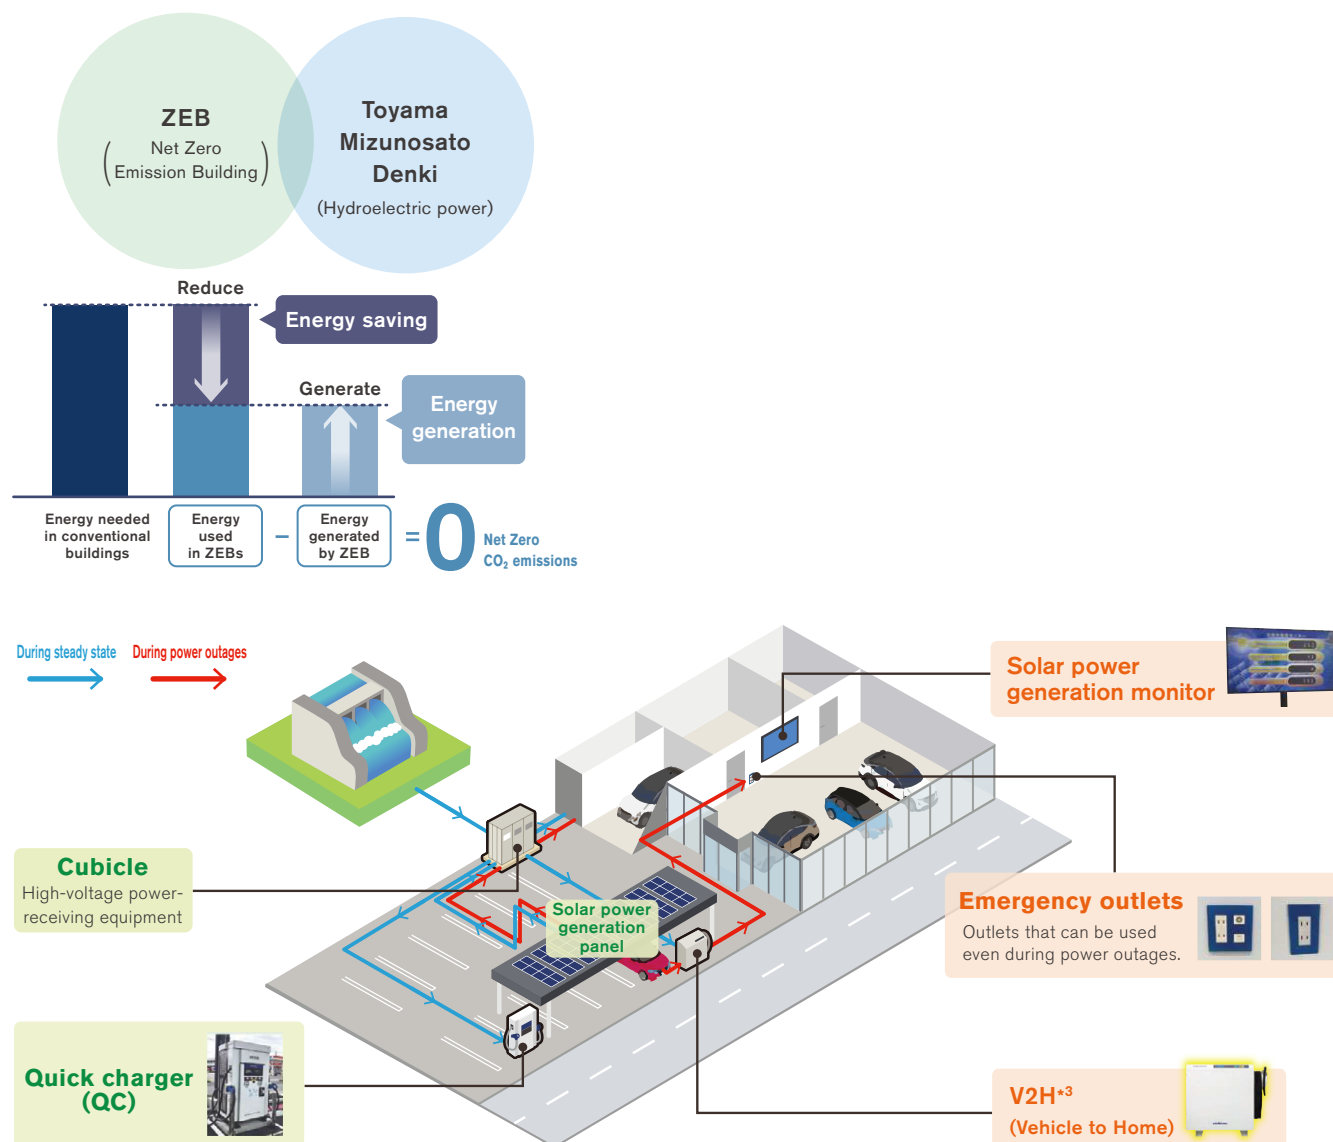 ZEB
(Net Zero
Emission Building)
Toyama
Mizunosato
Denki
(Hydroelectric power)
Reduce
Energy saving
Generate
Energy
generation
Energy needed
in conventional
buildings
Energy
used
in ZEBs
−
Energy
generated
by ZEB
=
0
Net Zero
CO₂ emissions
During steady state
During power outages
Solar power
generation monitor
Cubicle
High-voltage power-
receiving equipment
Solar power
generation
panel
Emergency outlets
Outlets that can be used
even during power outages.
Quick charger
(QC)
V2H*3
(Vehicle to Home)